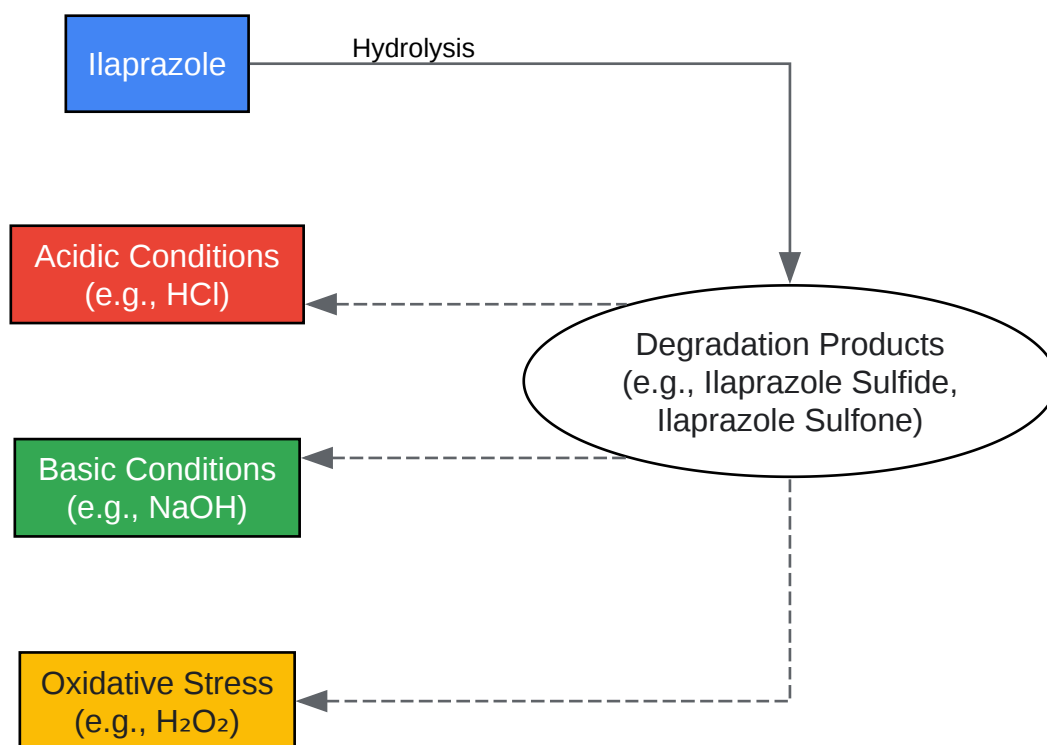 Ilaprazole
Hydrolysis
Acidic Conditions
(e.g., HCl)
Degradation Products
(e.g., Ilaprazole Sulfide,
Ilaprazole Sulfone)
Basic Conditions
(e.g., NaOH)
Oxidative Stress
(e.g., H₂O₂)